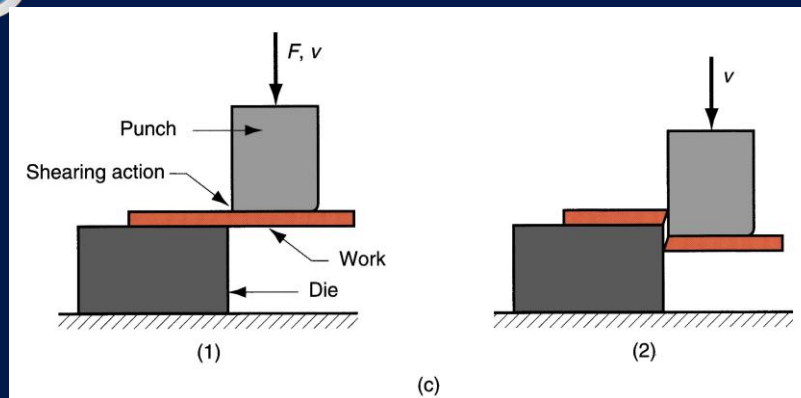 F, v
Punch
Shearing action
Work
Die
(1)
v
(2)
(c)